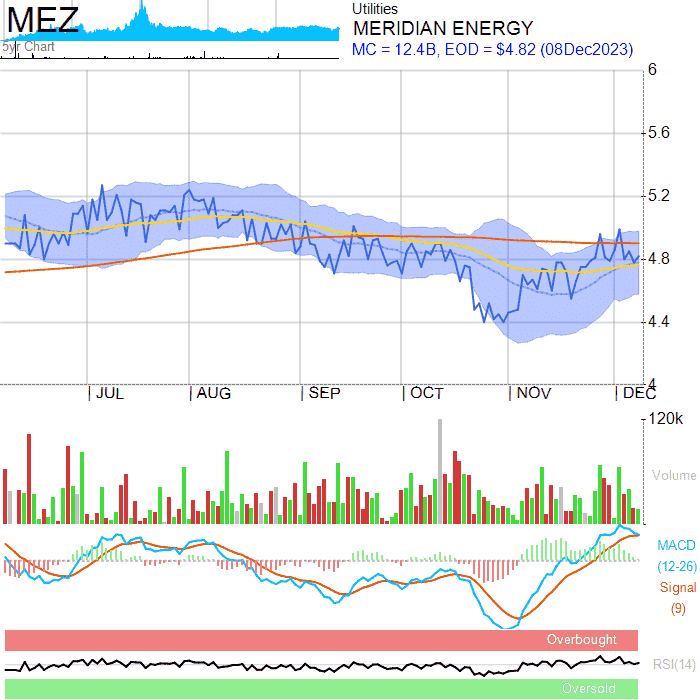 MEZ
5yr Chart
Utilities
MERIDIAN ENERGY
MC = 12.4B, EOD = $4.82 (08Dec2023)
6
5.6
5.2
4.8
4.4
4
JUL AUG SEP OCT NOV DEC
120k
Volume
MACD
(12-26)
Signal
(9)
Overbought
RSI(14)
Oversold